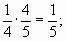 1/4 · 4/5 = 1/5;